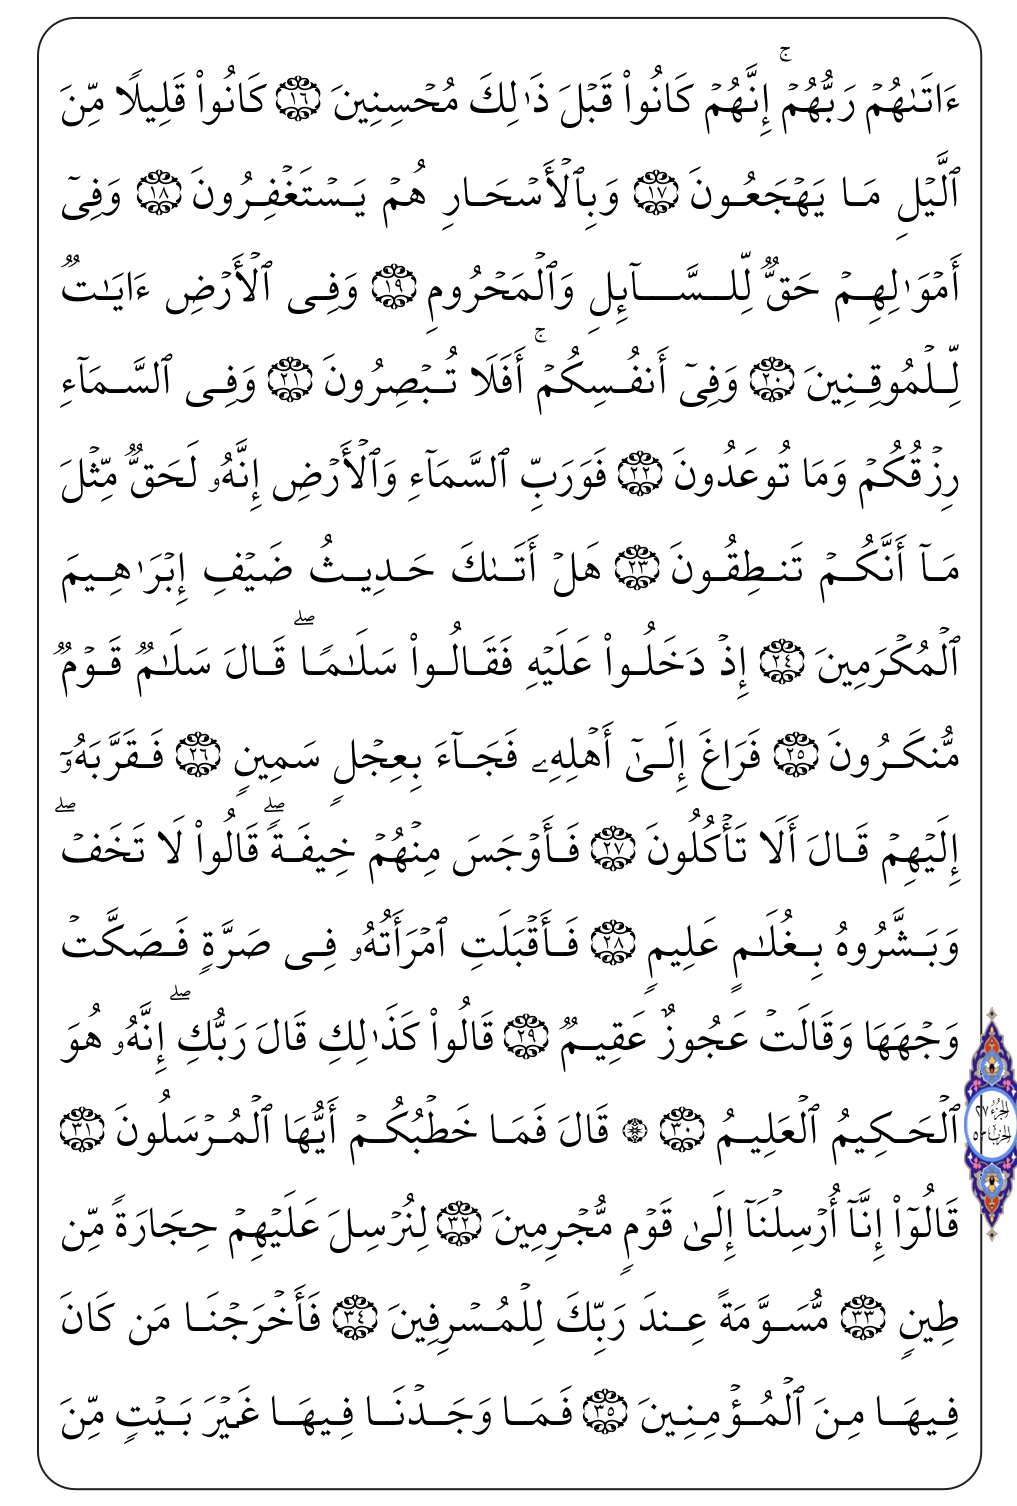 ءَاتَىٰهُمْ رَبُّهُمْ ۚ إِنَّهُمْ كَانُوا۟ قَبْلَ ذَٰلِكَ مُحْسِنِينَ ١٦ كَانُوا۟ قَلِيلًا مِّنَ
ٱلَّيْلِ مَا يَهْجَعُونَ ١٧ وَبِٱلْأَسْحَارِ هُمْ يَسْتَغْفِرُونَ ١٨ وَفِىٓ
أَمْوَٰلِهِمْ حَقٌّ لِّلسَّآئِلِ وَٱلْمَحْرُومِ ١٩ وَفِى ٱلْأَرْضِ ءَايَـٰتٌ
لِّلْمُوقِنِينَ ٢٠ وَفِىٓ أَنفُسِكُمْ ۚ أَفَلَا تُبْصِرُونَ ٢١ وَفِى ٱلسَّمَآءِ
رِزْقُكُمْ وَمَا تُوعَدُونَ ٢٢ فَوَرَبِّ ٱلسَّمَآءِ وَٱلْأَرْضِ إِنَّهُۥ لَحَقٌّ مِّثْلَ
مَآ أَنَّكُمْ تَنطِقُونَ ٢٣ هَلْ أَتَىٰكَ حَدِيثُ ضَيْفِ إِبْرَٰهِيمَ
ٱلْمُكْرَمِينَ ٢٤ إِذْ دَخَلُوا۟ عَلَيْهِ فَقَالُوا۟ سَلَـٰمًا ۖ قَالَ سَلَـٰمٌ قَوْمٌ
مُّنكَرُونَ ٢٥ فَرَاغَ إِلَىٰٓ أَهْلِهِۦ فَجَآءَ بِعِجْلٍ سَمِينٍ ٢٦ فَقَرَّبَهُۥٓ
إِلَيْهِمْ قَالَ أَلَا تَأْكُلُونَ ٢٧ فَأَوْجَسَ مِنْهُمْ خِيفَةً ۖ قَالُوا۟ لَا تَخَفْ ۖ
وَبَشَّرُوهُ بِغُلَـٰمٍ عَلِيمٍ ٢٨ فَأَقْبَلَتِ ٱمْرَأَتُهُۥ فِى صَرَّةٍ فَصَكَّتْ
وَجْهَهَا وَقَالَتْ عَجُوزٌ عَقِيمٌ ٢٩ قَالُوا۟ كَذَٰلِكِ قَالَ رَبُّكِ ۖ إِنَّهُۥ هُوَ
ٱلْحَكِيمُ ٱلْعَلِيمُ ٣٠ ۞ قَالَ فَمَا خَطْبُكُمْ أَيُّهَا ٱلْمُرْسَلُونَ ٣١
الجزء ٢٧
الحزب ٥٣
قَالُوٓا۟ إِنَّآ أُرْسِلْنَآ إِلَىٰ قَوْمٍ مُّجْرِمِينَ ٣٢ لِنُرْسِلَ عَلَيْهِمْ حِجَارَةً مِّن
طِينٍ ٣٣ مُّسَوَّمَةً عِندَ رَبِّكَ لِلْمُسْرِفِينَ ٣٤ فَأَخْرَجْنَا مَن كَانَ
فِيهَا مِنَ ٱلْمُؤْمِنِينَ ٣٥ فَمَا وَجَدْنَا فِيهَا غَيْرَ بَيْتٍ مِّنَ